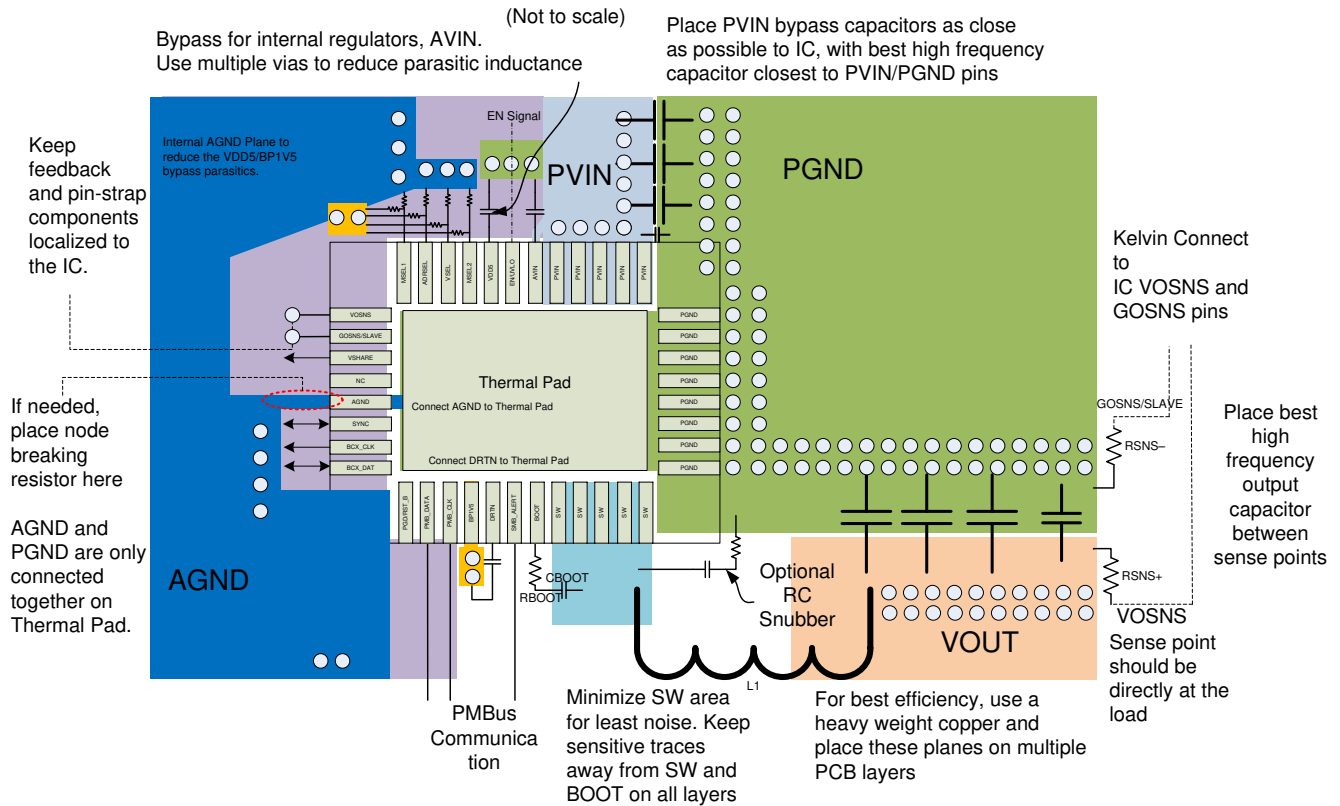 (Not to scale)
Bypass for internal regulators, AVIN.
Use multiple vias to reduce parasitic inductance
Place PVIN bypass capacitors as close
as possible to IC, with best high frequency
capacitor closest to PVIN/PGND pins
Keep
feedback
and pin-strap
components
localized to
the IC.
Internal AGND Plane to
reduce the VDD5/BP1V5
bypass parasitics.
EN Signal
PVIN
PGND
Kelvin Connect
to
IC VOSNS and
GOSNS pins
MSEL1
ADRSEL
VSEL
MSEL2
VDD5
EN/UVLO
AVIN
PVIN
PVIN
PVIN
PVIN
PVIN
VOSNS
GOSNS/SLAVE
VSHARE
NC
AGND
SYNC
BCX_CLK
BCX_DAT
Thermal Pad
Connect AGND to Thermal Pad
Connect DRTN to Thermal Pad
PGND
PGND
PGND
PGND
PGND
PGND
PGND
PGND
If needed,
place node
breaking
resistor here
GOSNS/SLAVE
RSNS–
Place best
high
frequency
output
capacitor
between
sense points
PGD/RST_B
PMB_DATA
PMB_CLK
BP1V5
DRTN
SMB_ALERT
BOOT
SW
SW
SW
SW
SW
AGND and
PGND are only
connected
together on
Thermal Pad.
AGND
CBOOT
RBOOT
Optional
RC
Snubber
RSNS+
VOUT
VOSNS
Sense point
should be
directly at the
load
L1
PMBus
Communica
tion
Minimize SW area
for least noise. Keep
sensitive traces
away from SW and
BOOT on all layers
For best efficiency, use a
heavy weight copper and
place these planes on multiple
PCB layers